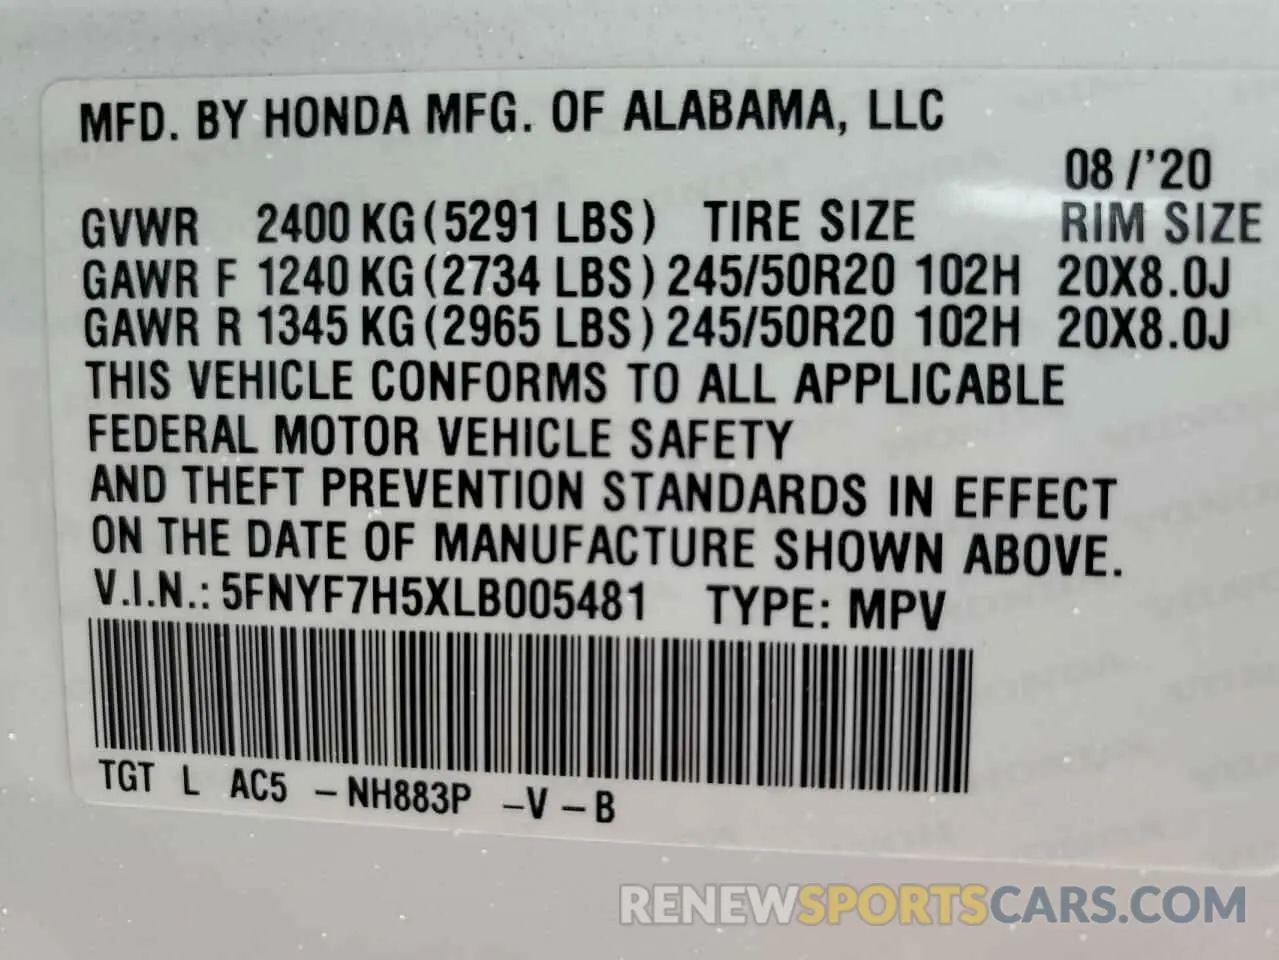 MFD. BY HONDA MFG. OF ALABAMA, LLC
08 /'20
GVWR 2400 KG (5291 LBS) TIRE SIZE RIM SIZE
GAWR F 1240 KG (2734 LBS) 245/50R20 102H 20X8.0J
GAWR R 1345 KG (2965 LBS) 245/50R20 102H 20X8.0J
THIS VEHICLE CONFORMS TO ALL APPLICABLE
FEDERAL MOTOR VEHICLE SAFETY
AND THEFT PREVENTION STANDARDS IN EFFECT
ON THE DATE OF MANUFACTURE SHOWN ABOVE.
V.I.N.: 5FNYF7H5XLB005481 TYPE: MPV
TGT L AC5 -NH883P -V-B
RENEWSPORTSCARS.COM